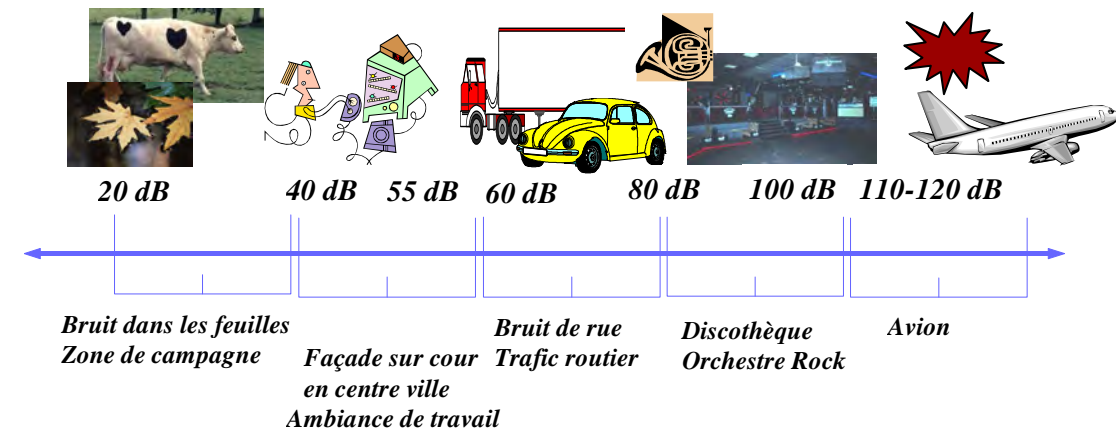 20 dB 40 dB 55 dB 60 dB 80 dB 100 dB 110-120 dB
Bruit dans les feuilles
Zone de campagne
Façade sur cour
en centre ville
Ambiance de travail
Bruit de rue
Trafic routier
Discothèque
Orchestre Rock
Avion